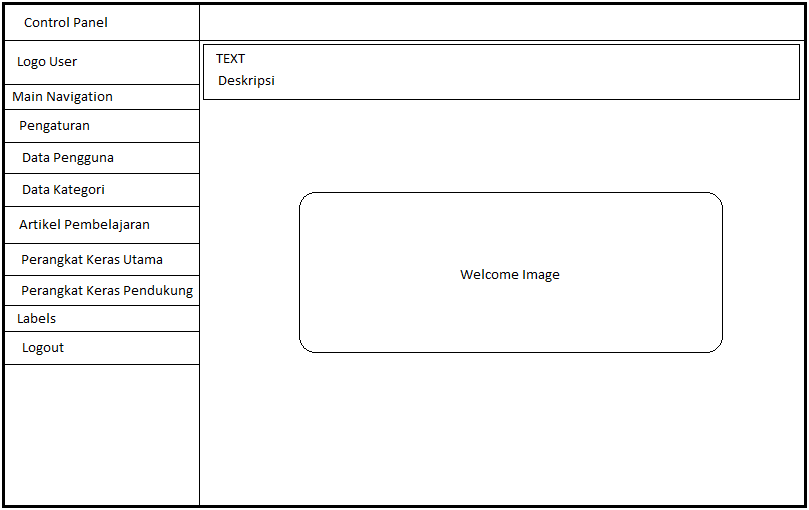 Control Panel
Logo User
Main Navigation
Pengaturan
Data Pengguna
Data Kategori
Artikel Pembelajaran
Perangkat Keras Utama
Perangkat Keras Pendukung
Labels
Logout
TEXT
Deskripsi
Welcome Image